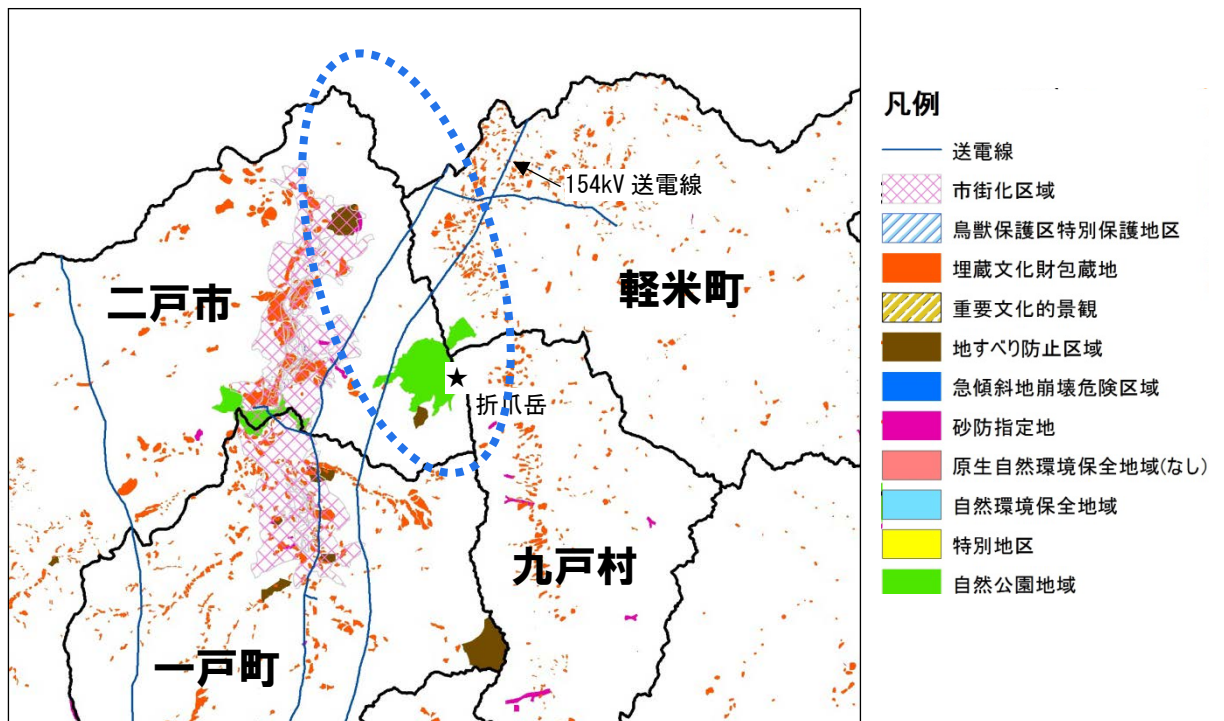 154kV 送電線
二戸市
軽米町
★
折爪岳
九戸村
一戸町
凡例
送電線
市街化区域
鳥獣保護区特別保護地区
埋蔵文化財包蔵地
重要文化的景観
地すべり防止区域
急傾斜地崩壊危険区域
砂防指定地
原生自然環境保全地域(なし)
自然環境保全地域
特別地区
自然公園地域